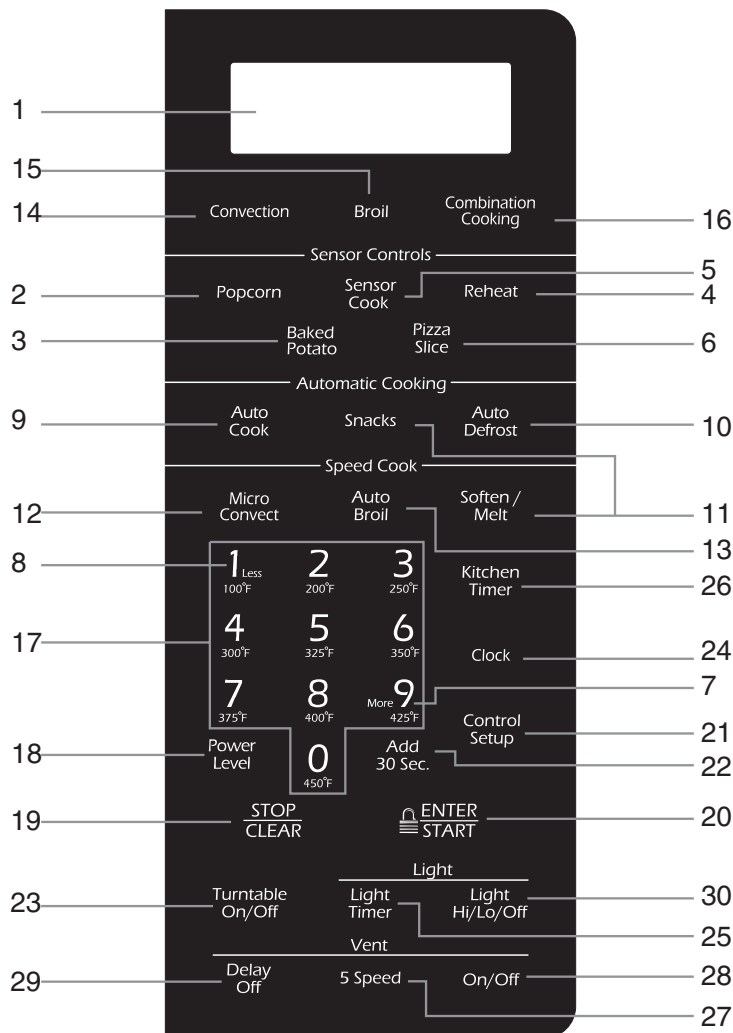 1
15
14
Convection
Broil
Combination
Cooking
16
Sensor Controls
5
2
Popcorn
Sensor
Cook
Reheat
4
3
Baked
Potato
Pizza
Slice
6
Automatic Cooking
9
Auto
Cook
Snacks
Auto
Defrost
10
Speed Cook
12
Micro
Convect
Auto
Broil
Soften /
Melt
11
13
8
1 Less
100°F
2
200°F
3
250°F
Kitchen
Timer
26
17
4
300°F
5
325°F
6
350°F
Clock
24
7
7
375°F
8
400°F
More 9
425°F
Control
Setup
21
18
Power
Level
0
450°F
Add
30 Sec.
22
19
STOP
CLEAR
ENTER
START
20
Light
23
Turntable
On/Off
Light
Timer
Light
Hi/Lo/Off
30
25
Vent
29
Delay
Off
5 Speed
On/Off
28
27